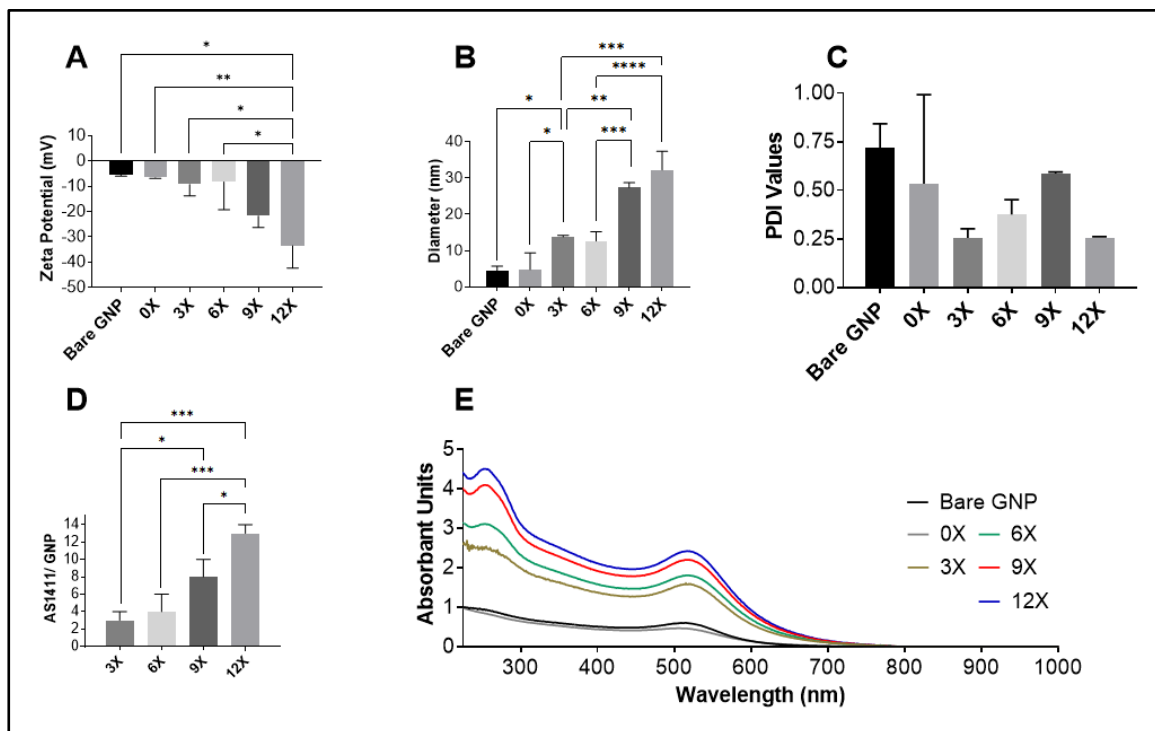 A
*
**
*
*
Zeta Potential (mV)
10
0
-10
-20
-30
-40
-50
Bare GNP
0X
3X
6X
9X
12X
B
***
****
*
**
*
***
Diameter (nm)
40
30
20
10
0
Bare GNP
0X
3X
6X
9X
12X
C
PDI Values
1.00
0.75
0.50
0.25
0.00
Bare GNP
0X
3X
6X
9X
12X
D
***
*
***
*
AS1411/ GNP
14
12
10
8
6
4
2
3X
6X
9X
12X
E
Absorbant Units
5
4
3
2
1
0
300 400 500 600 700 800 900 1000
Wavelength (nm)
Bare GNP
0X 6X
3X 9X
12X